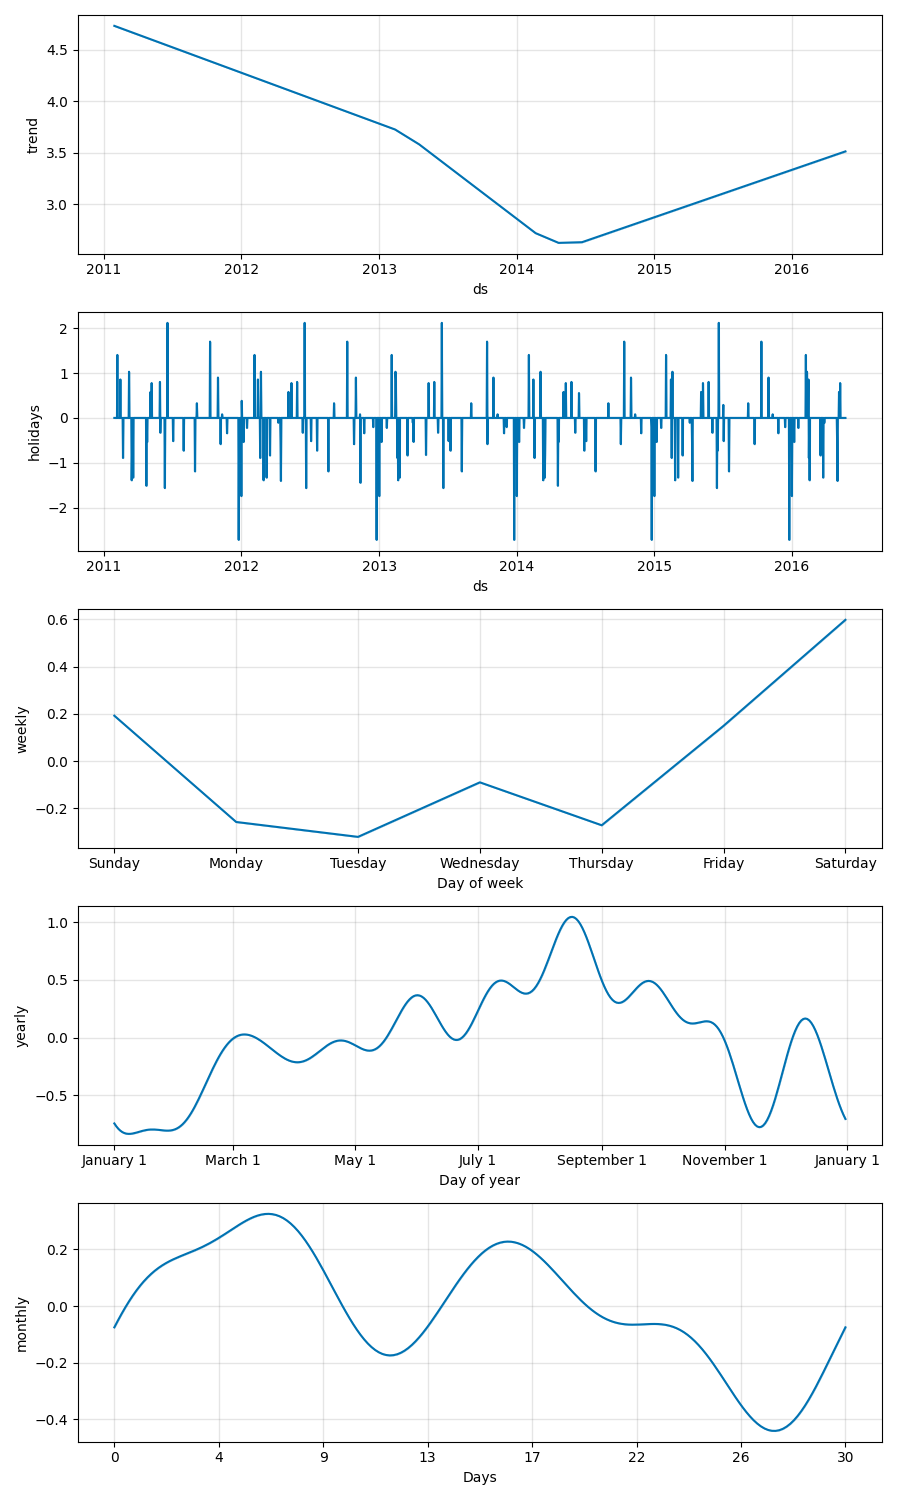 4.5
4.0
3.5
3.0
trend
2011 2012 2013 2014 2015 2016
ds
2
1
0
−1
−2
holidays
2011 2012 2013 2014 2015 2016
ds
0.6
0.4
0.2
0.0
−0.2
weekly
Sunday Monday Tuesday Wednesday Thursday Friday Saturday
Day of week
1.0
0.5
0.0
−0.5
yearly
January 1 March 1 May 1 July 1 September 1 November 1 January 1
Day of year
0.2
0.0
−0.2
−0.4
monthly
0 4 9 13 17 22 26 30
Days